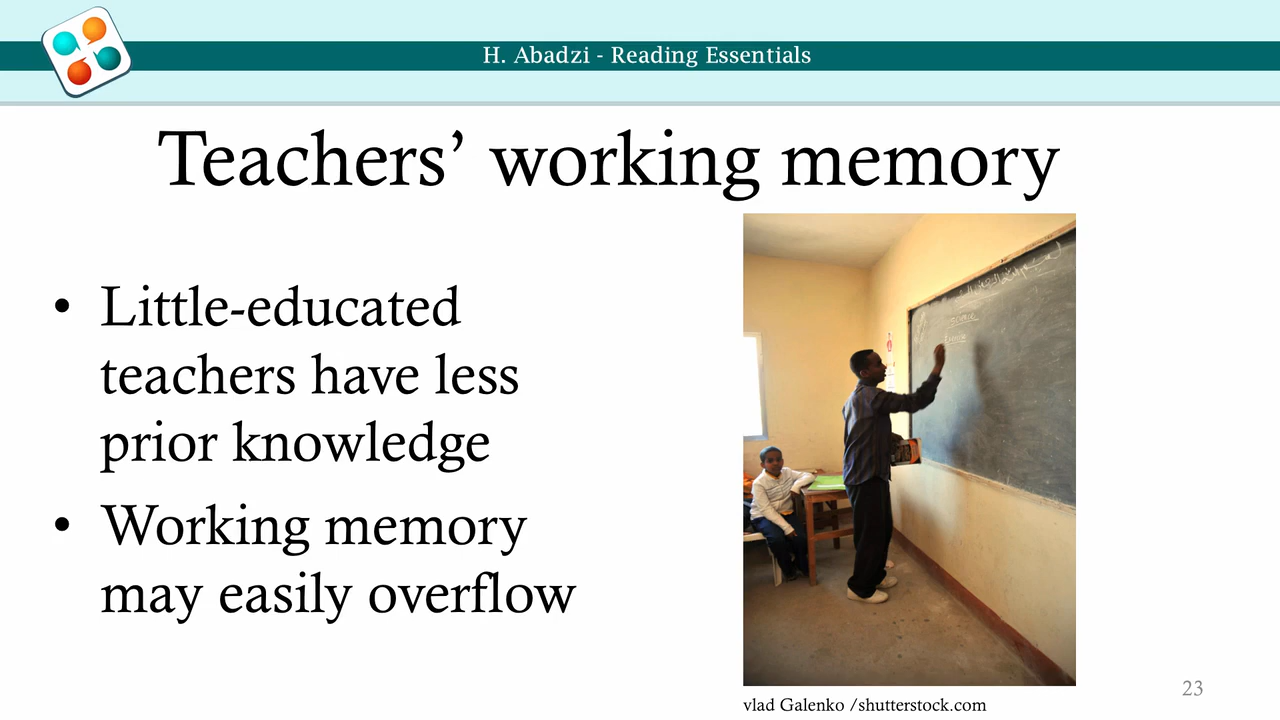 H. Abadzi - Reading Essentials
Teachers’ working memory
• Little-educated
teachers have less
prior knowledge
• Working memory
may easily overflow
vlad Galenko /shutterstock.com
23